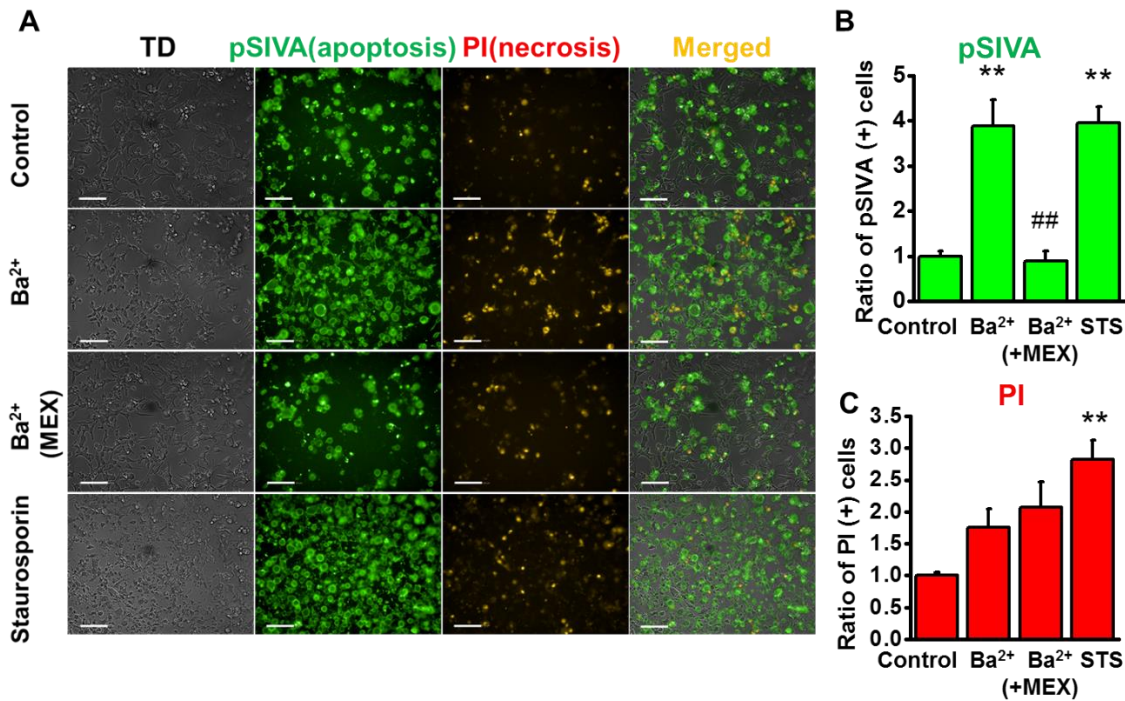 A
TD pSIVA(apoptosis) PI(necrosis) Merged
Control
Ba²⁺
Ba²⁺
(MEX)
Staurosporin
B
pSIVA
Ratio of pSIVA (+) cells
5
4
3
2
1
0
** ** 
##
Control Ba²⁺ Ba²⁺ STS
(+MEX)
C
PI
Ratio of PI (+) cells
3.5
3.0
2.5
2.0
1.5
1.0
0.5
0.0
**
Control Ba²⁺ Ba²⁺ STS
(+MEX)